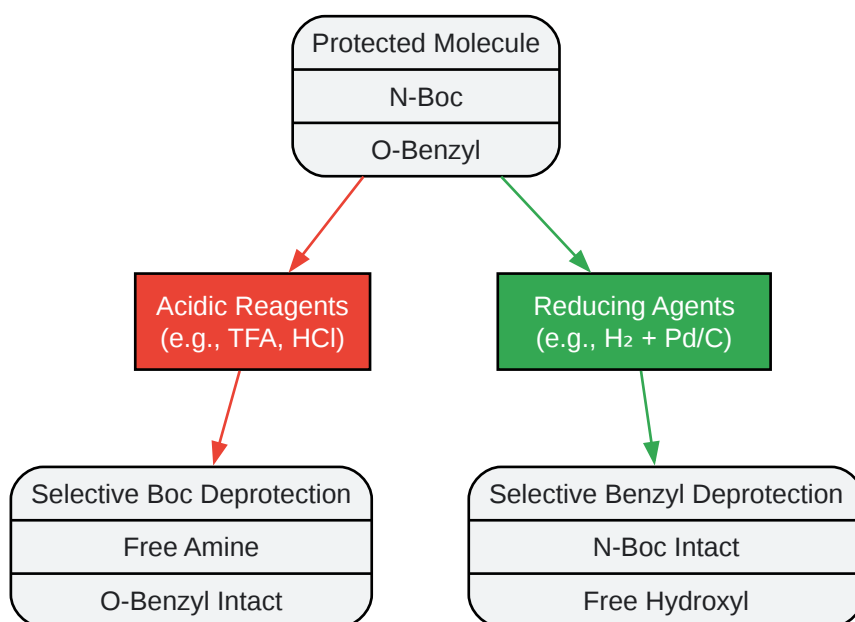 Protected Molecule
N-Boc
O-Benzyl
Acidic Reagents
(e.g., TFA, HCl)
Reducing Agents
(e.g., H₂ + Pd/C)
Selective Boc Deprotection
Free Amine
O-Benzyl Intact
Selective Benzyl Deprotection
N-Boc Intact
Free Hydroxyl